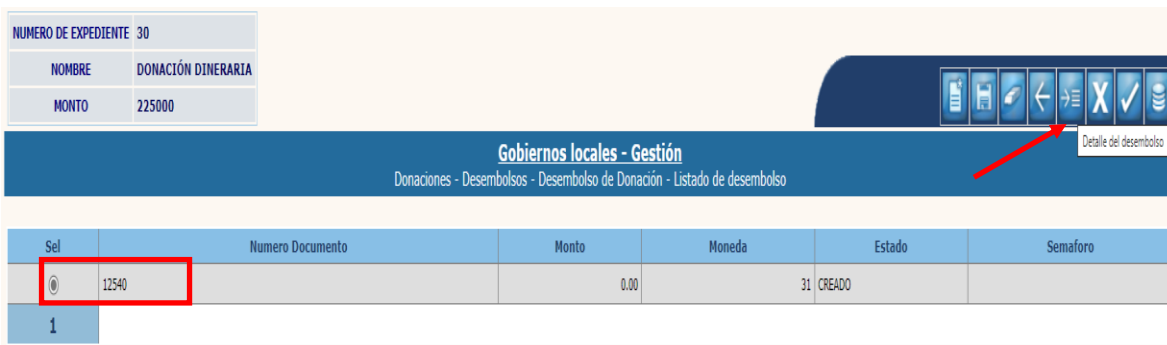 NUMERO DE EXPEDIENTE 30
NOMBRE DONACIÓN DINERARIA
MONTO 225000
Detalle del desembolso
Gobiernos locales - Gestión
Donaciones - Desembolsos - Desembolso de Donación - Listado de desembolso
Sel Numero Documento Monto Moneda Estado Semaforo
12540 0.00 31 CREADO
1